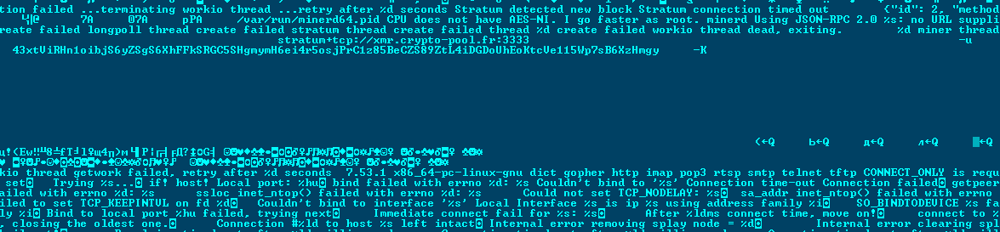 tion failed ...terminating workio thread ...retry after %d seconds Stratum detected new block Stratum connection timed out {"id": 2, "method
7A 07A pPA /var/run/minerd64.pid CPU does not have AES-NI. I go faster as root. minerd Using JSON-RPC 2.0 %s: no URL suppli
reate failed longpoll thread create failed stratum thread create failed thread %d create failed workio thread dead, exiting. %d miner thread
stratum+tcp://xmr.crypto-pool.fr:3333 -u
43xtViRHn1oibjS6yZSgS6XhFFkSRGC5SHgmymH6ei4r5osjPrC1z85BeCZS89ZtL4iDGDoUhEoKtcVe115Wp7sB6XzHmgy -K
(←Q Ь←Q д←Q л←Q ←Q
kio thread getwork failed, retry after %d seconds 7.53.1 x86_64-pc-linux-gnu dict gopher http imap pop3 rtsp smtp telnet tftp CONNECT_ONLY is requ
set Trying %s... if! host! Local port: %hu bind failed with errno %d: %s Couldn't bind to '%s' Connection time-out Connection failed getpee
ailed with errno %d: %s ssloc inet_ntop() failed with errno %d: %s Could not set TCP_NODELAY: %s sa_addr inet_ntop() failed with errno
iled to set TCP_KEEPINTVL on fd %d Couldn't bind to interface '%s' Local Interface %s is ip %s using address family %i SO_BINDTODEVICE %s fa
ly %i Bind to local port %hu failed, trying next Immediate connect fail for %s: %s After %ldms connect time, move on! connect to
, closing the oldest one. Connection #%ld to host %s left intact Internal error removing splay node = %d Internal error clearing spl